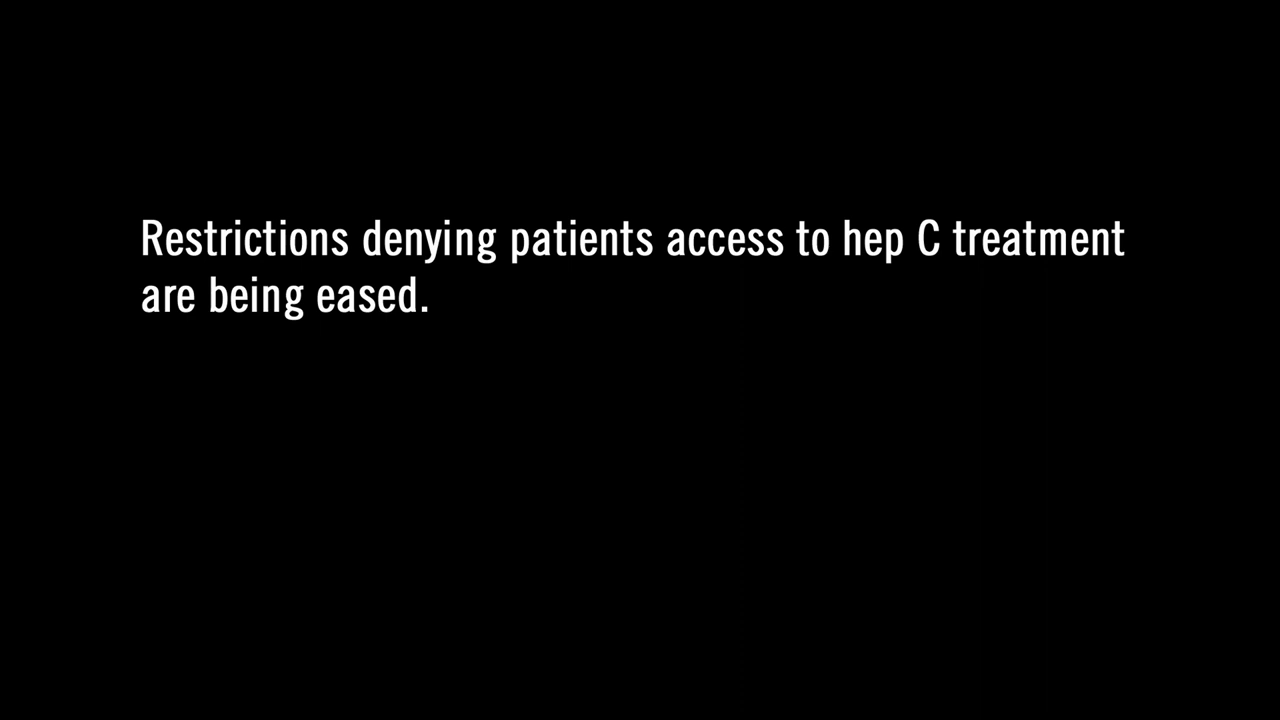 Restrictions denying patients access to hep C treatment
are being eased.